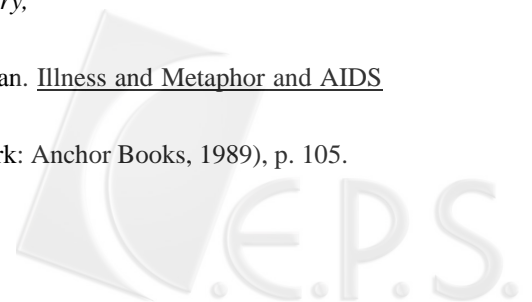 ry,
an. Illness and Metaphor and AIDS
rk: Anchor Books, 1989), p. 105.
C.E.P.S.